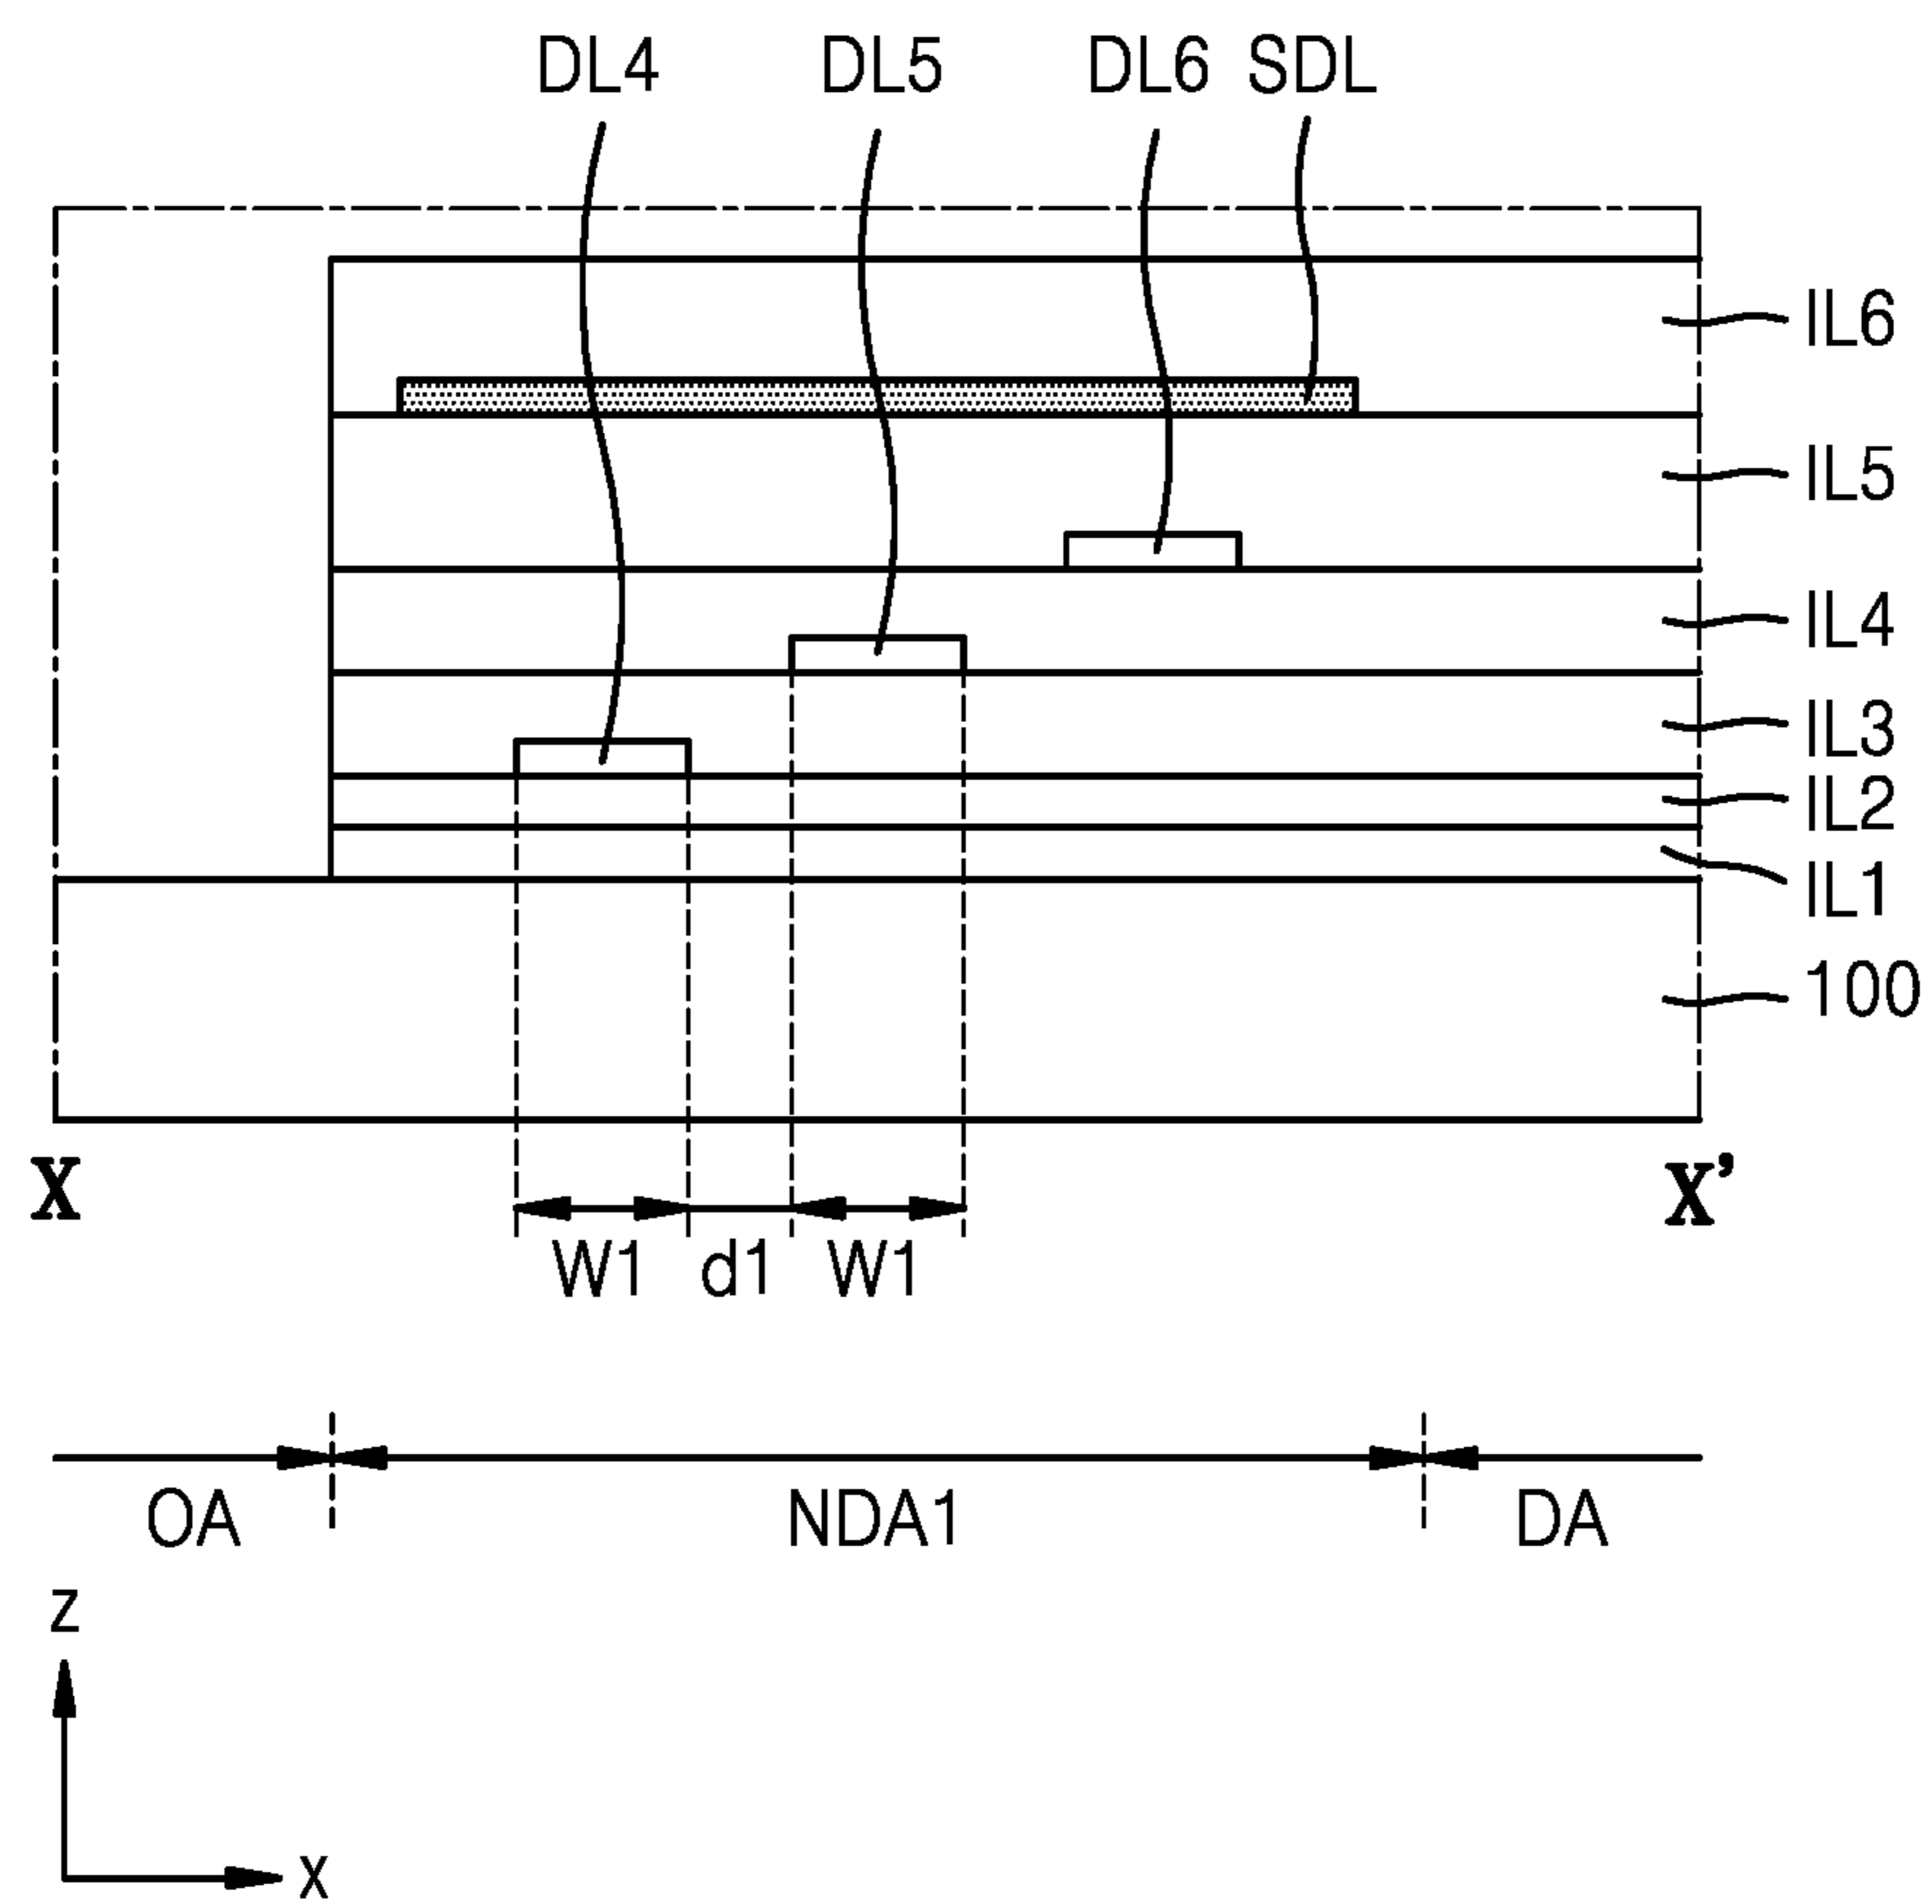 DL4 DL5 DL6 SDL
IL6
IL5
IL4
IL3
IL2
IL1
100
X X’
W1 d1 W1
OA NDA1 DA
z
x